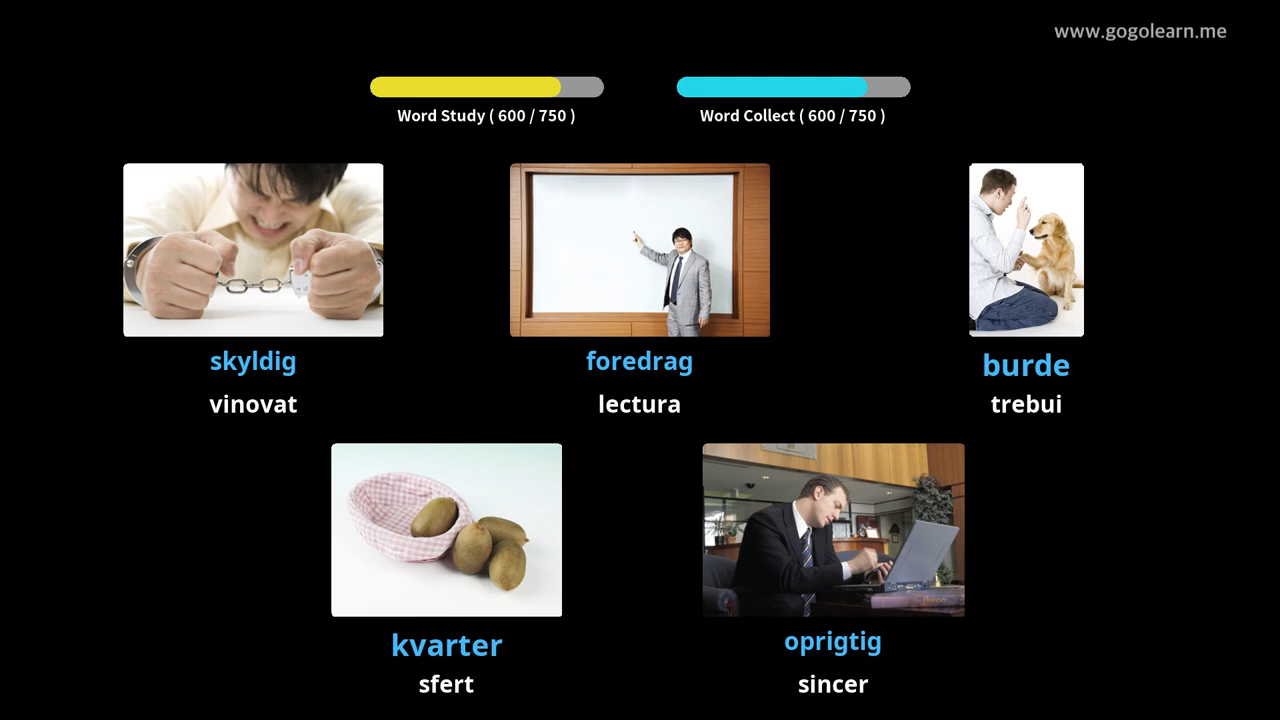 www.gogolearn.me
Word Study ( 600 / 750 )
Word Collect ( 600 / 750 )
skyldig
vinovat
foredrag
lectura
burde
trebui
kvarter
sfert
oprigtig
sincer